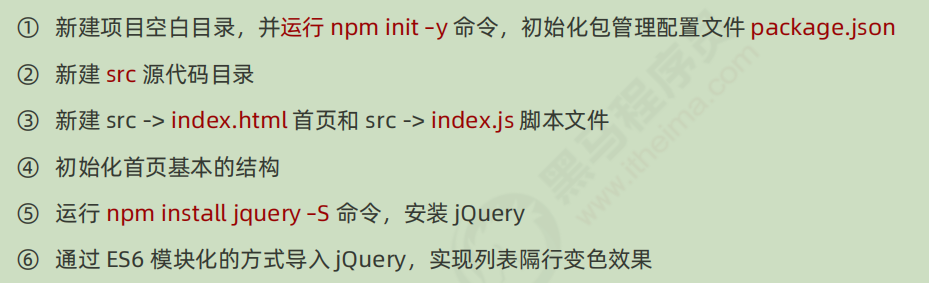 ① 新建项目空白目录，并运行 npm init –y 命令，初始化包管理配置文件 package.json
② 新建 src 源代码目录
③ 新建 src -> index.html 首页和 src -> index.js 脚本文件
④ 初始化首页基本的结构
⑤ 运行 npm install jquery –S 命令，安装 jQuery
⑥ 通过 ES6 模块化的方式导入 jQuery，实现列表隔行变色效果
黑马程序员
www.itheima.com